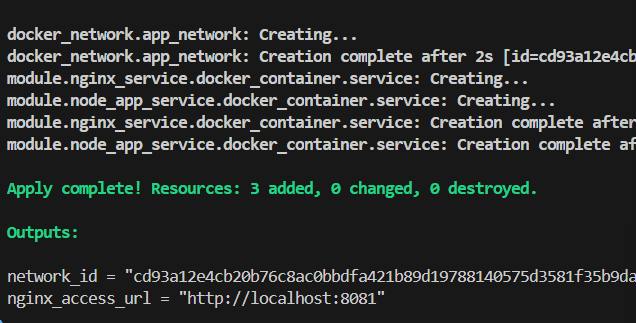 docker_network.app_network: Creating...
docker_network.app_network: Creation complete after 2s [id=cd93a12e4cb
module.nginx_service.docker_container.service: Creating...
module.node_app_service.docker_container.service: Creating...
module.nginx_service.docker_container.service: Creation complete after
module.node_app_service.docker_container.service: Creation complete af
Apply complete! Resources: 3 added, 0 changed, 0 destroyed.
Outputs:
network_id = "cd93a12e4cb20b76c8ac0bbdfa421b89d19788140575d3581f35b9da
nginx_access_url = "http://localhost:8081"